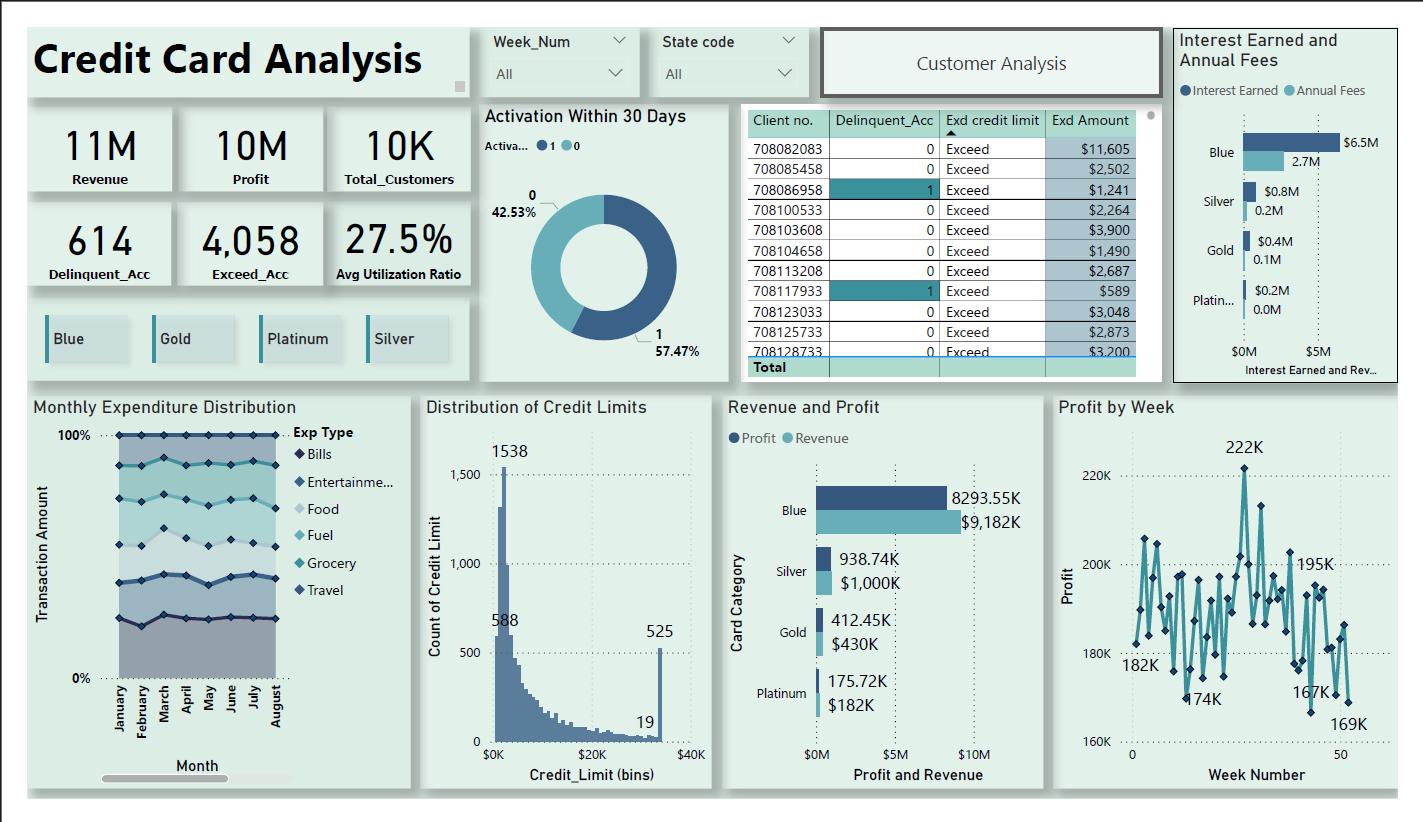 Credit Card Analysis
Week_Num
All
State code
All
Customer Analysis
11M
Revenue
10M
Profit
10K
Total_Customers
614
Delinquent_Acc
4,058
Exceed_Acc
27.5%
Avg Utilization Ratio
Blue
Gold
Platinum
Silver
Activation Within 30 Days
Activa... 1 0
0
42.53%
1
57.47%
Client no. Delinquent_Acc Exd credit limit Exd Amount
708082083 0 Exceed $11,605
708085458 0 Exceed $2,502
708086958 1 Exceed $1,241
708100533 0 Exceed $2,264
708103608 0 Exceed $3,900
708104658 0 Exceed $1,490
708113208 0 Exceed $2,687
708117933 1 Exceed $589
708123033 0 Exceed $3,048
708125733 0 Exceed $2,873
708128733 0 Exceed $3,200
Total
Interest Earned and
Annual Fees
Interest Earned Annual Fees
Blue
$6.5M
2.7M
Silver
$0.8M
0.2M
Gold
$0.4M
0.1M
Platin...
$0.2M
0.0M
$0M $5M
Interest Earned and Rev...
Monthly Expenditure Distribution
Transaction Amount
100%
0%
January
February
March
April
May
June
July
August
Month
Exp Type
Bills
Entertainme...
Food
Fuel
Grocery
Travel
Distribution of Credit Limits
Count of Credit Limit
1,500
1,000
500
0
1538
588
525
19
$0K $20K $40K
Credit_Limit (bins)
Revenue and Profit
Profit Revenue
Card Category
Blue
8293.55K
$9,182K
Silver
938.74K
$1,000K
Gold
412.45K
$430K
Platinum
175.72K
$182K
$0M $5M $10M
Profit and Revenue
Profit by Week
Profit
220K
200K
180K
160K
222K
195K
182K
174K
167K
169K
0 50
Week Number